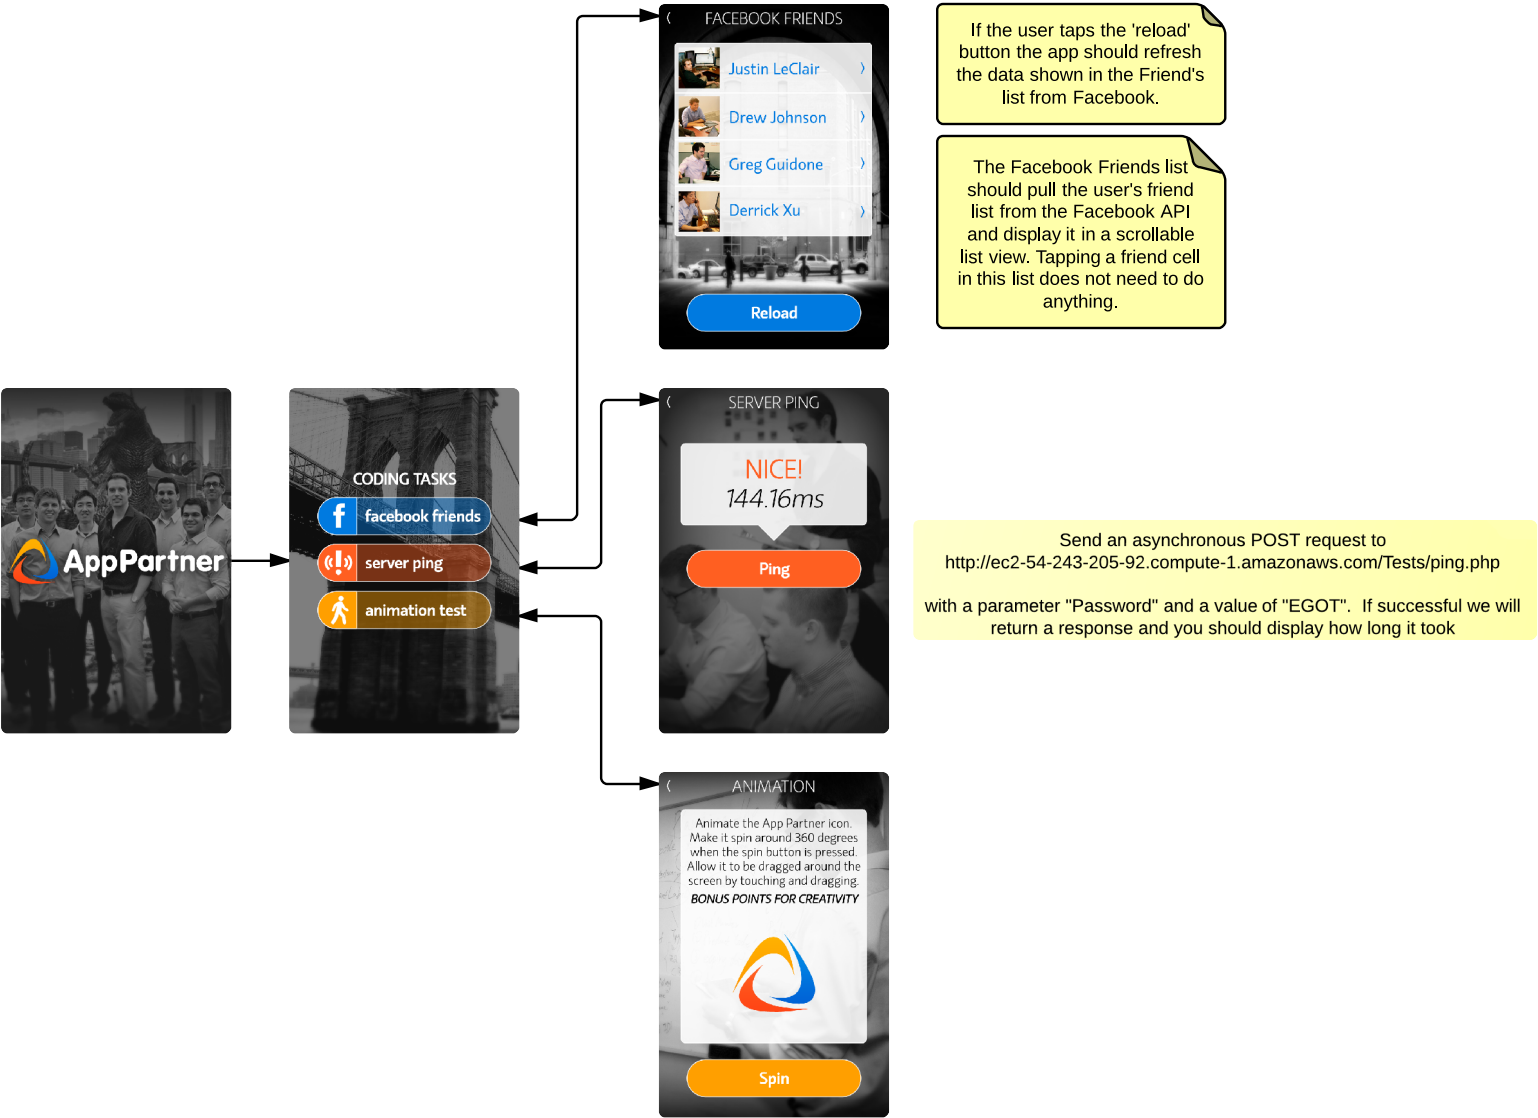 FACEBOOK FRIENDS
Justin LeClair
Drew Johnson
Greg Guidone
Derrick Xu
Reload
If the user taps the 'reload'
button the app should refresh
the data shown in the Friend's
list from Facebook.
The Facebook Friends list
should pull the user's friend
list from the Facebook API
and display it in a scrollable
list view. Tapping a friend cell
in this list does not need to do
anything.
AppPartner
CODING TASKS
facebook friends
server ping
animation test
SERVER PING
NICE!
144.16ms
Ping
Send an asynchronous POST request to
http://ec2-54-243-205-92.compute-1.amazonaws.com/Tests/ping.php
with a parameter "Password" and a value of "EGOT".  If successful we will
return a response and you should display how long it took
ANIMATION
Animate the App Partner icon.
Make it spin around 360 degrees
when the spin button is pressed.
Allow it to be dragged around the
screen by touching and dragging.
BONUS POINTS FOR CREATIVITY
Spin